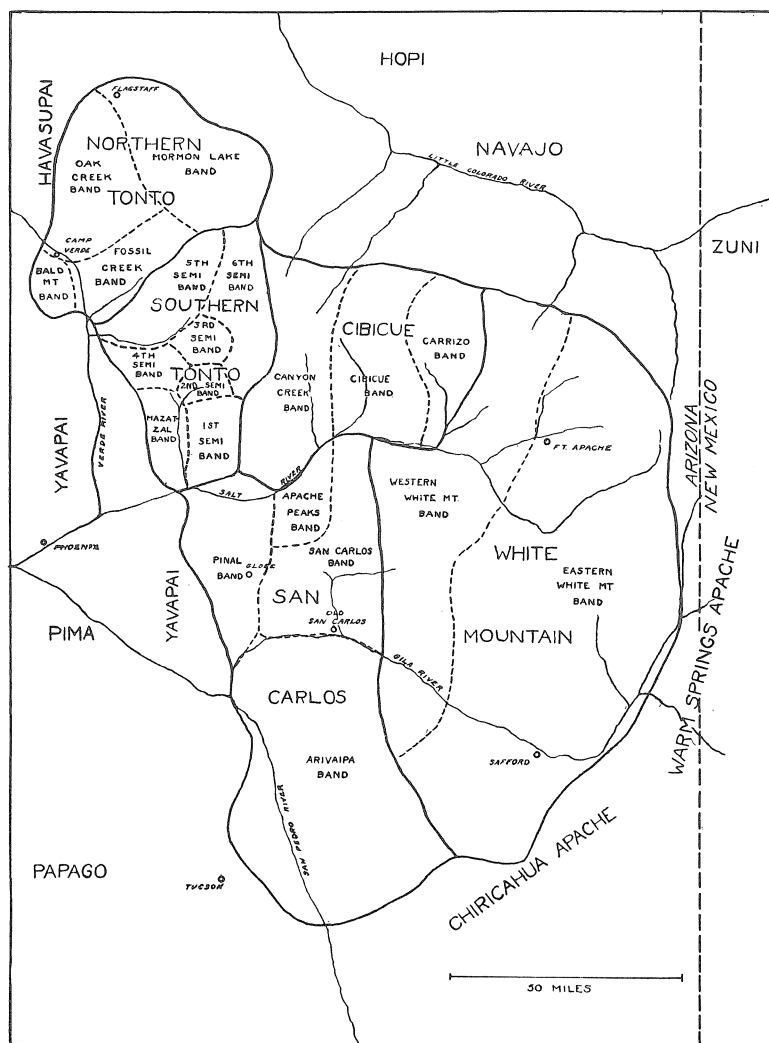 HOPI
HAVASUPAI
FLAGSTAFF
NORTHERN
MORMON LAKE
BAND
NAVAJO
OAK
CREEK
BAND
LITTLE COLORADO RIVER
TONTO
ZUNI
CAMP
VERDE
FOSSIL
CREEK
BAND
5TH
SEMI
BAND
6TH
SEMI
BAND
BALD
MT
BAND
SOUTHERN
3RD
SEMI
BAND
CIBICUE
CARRIZO
BAND
4TH
SEMI
BAND
TONTO
2ND SEMI
BAND
CANYON
CREEK
BAND
CIBICUE
BAND
MAZAT-
ZAL
BAND
1ST
SEMI
BAND
YAVAPAI
VERDE RIVER
ARIZONA
NEW MEXICO
FT. APACHE
SALT
RIVER
APACHE
PEAKS
BAND
WESTERN
WHITE MT.
BAND
PHOENIX
PINAL
BAND
GLOBE
SAN CARLOS
BAND
WHITE
EASTERN
WHITE MT
BAND
YAVAPAI
SAN
OLD
SAN CARLOS
PIMA
MOUNTAIN
WARM SPRINGS APACHE
GILA RIVER
CARLOS
ARIVAIPA
BAND
SAFFORD
SAN PEDRO RIVER
PAPAGO
TUCSON
CHIRICAHUA APACHE
50 MILES